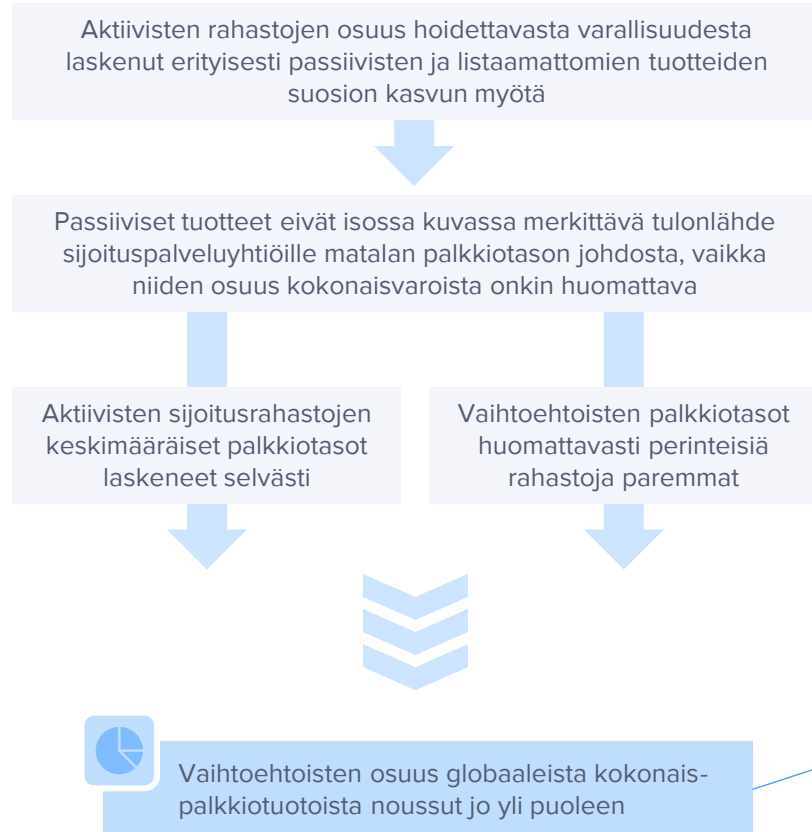 Aktiivisten rahastojen osuus hoidettavasta varallisuudesta
laskenut erityisesti passiivisten ja listaamattomien tuotteiden
suosion kasvun myötä
Passiiviset tuotteet eivät isossa kuvassa merkittävä tulonlähde
sijoituspalveluyhtiöille matalan palkkiotason johdosta, vaikka
niiden osuus kokonaisvaroista onkin huomattava
Aktiivisten sijoitusrahastojen
keskimääräiset palkkiotasot
laskeneet selvästi
Vaihtoehtoisten palkkiotasot
huomattavasti perinteisiä
rahastoja paremmat
Vaihtoehtoisten osuus globaaleista kokonais-
palkkiotuotoista noussut jo yli puoleen